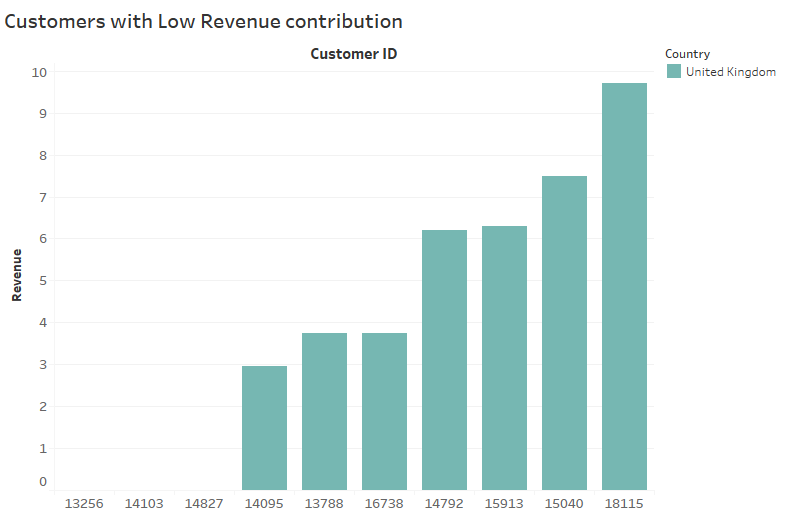 Customers with Low Revenue contribution
Customer ID
Country
United Kingdom
Revenue
10
9
8
7
6
5
4
3
2
1
0
13256 14103 14827 14095 13788 16738 14792 15913 15040 18115